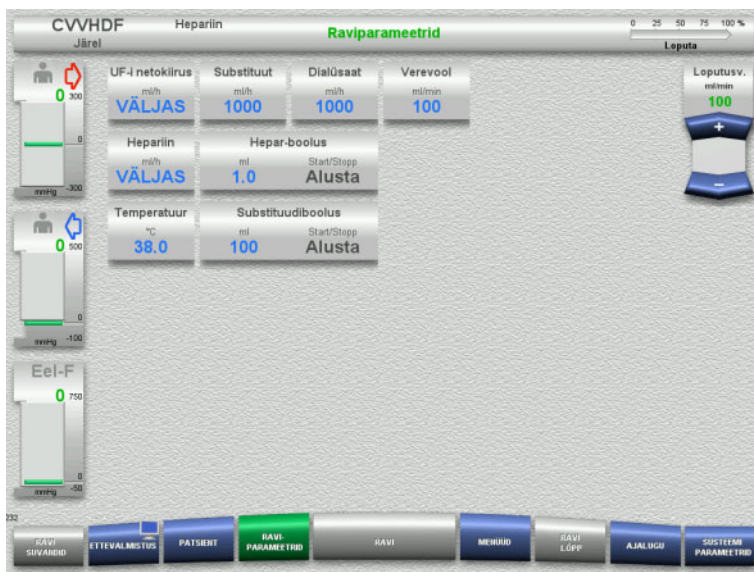 CVVHDF Hepariin
Järel
Raviparameetrid
0 25 50 75 100 %
Loputa
0
300
0
-300
mmHg
UF-i netokiirus Substituut Dialüsaat Verevool
ml/h ml/h ml/h ml/min
VÄLJAS 1000 1000 100
Hepariin Hepar-boolus
ml/h ml Start/Stopp
VÄLJAS 1.0 Alusta
Temperatuur Substituudiboolus
°C ml Start/Stopp
38.0 100 Alusta
Loputusv.
ml/min
100
+
−
0
500
0
-100
mmHg
Eel-F
0
750
0
-50
mmHg
232
RAVI SUVANDID
ETTEVALMISTUS
PATSIENT
RAVI-
PARAMEETRID
RAVI
MENÜÜD
RAVI
LÕPP
AJALUGU
SÜSTEEMI
PARAMEETRID